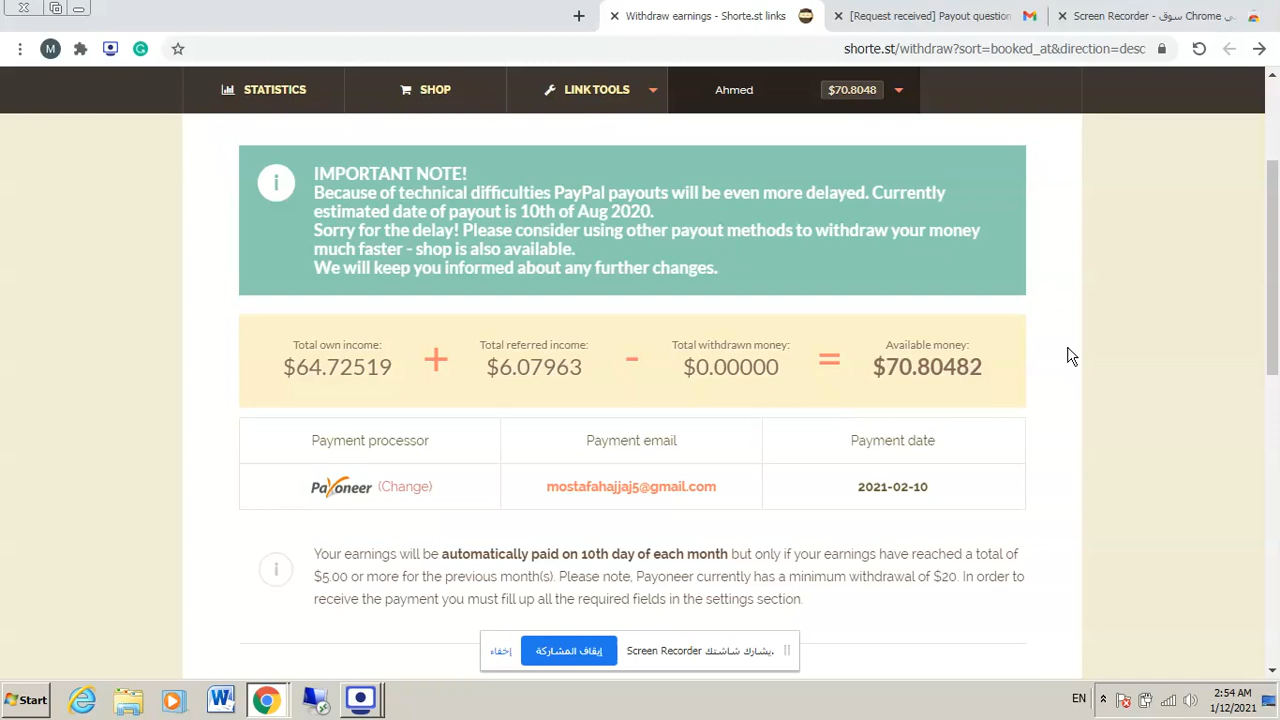 Withdraw earnings - Shorte.st links
[Request received] Payout question
Screen Recorder - سوق Chrome
shorte.st/withdraw?sort=booked_at&direction=desc
M
STATISTICS
SHOP
LINK TOOLS
Ahmed
$70.8048
IMPORTANT NOTE!
Because of technical difficulties PayPal payouts will be even more delayed. Currently
estimated date of payout is 10th of Aug 2020.
Sorry for the delay! Please consider using other payout methods to withdraw your money
much faster - shop is also available.
We will keep you informed about any further changes.
Total own income:
$64.72519
+
Total referred income:
$6.07963
-
Total withdrawn money:
$0.00000
=
Available money:
$70.80482
Payment processor
Payment email
Payment date
Payoneer (Change)
mostafahajjaj5@gmail.com
2021-02-10
Your earnings will be automatically paid on 10th day of each month but only if your earnings have reached a total of
$5.00 or more for the previous month(s). Please note, Payoneer currently has a minimum withdrawal of $20. In order to
receive the payment you must fill up all the required fields in the settings section.
يشارك شاشتك Screen Recorder.
إيقاف المشاركة
إخفاء
Start
EN
2:54 AM
1/12/2021